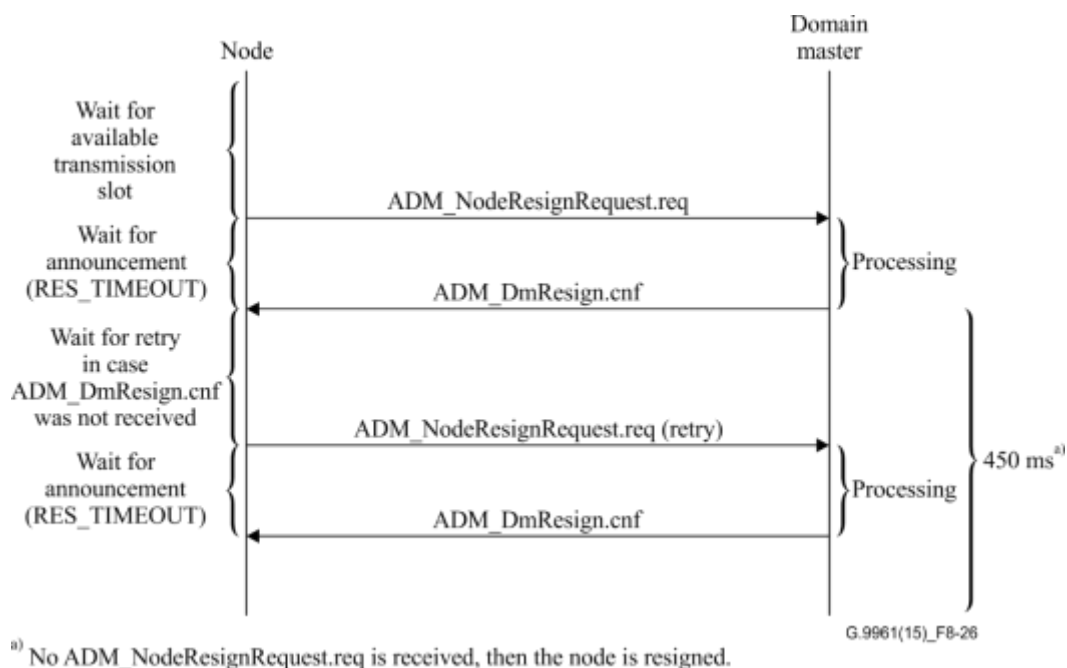 Node
Domain
master
Wait for
available
transmission
slot
ADM_NodeResignRequest.req
Wait for
announcement
(RES_TIMEOUT)
Processing
ADM_DmResign.cnf
Wait for retry
in case
ADM_DmResign.cnf
was not received
ADM_NodeResignRequest.req (retry)
Wait for
announcement
(RES_TIMEOUT)
Processing
450 ms a)
ADM_DmResign.cnf
G.9961(15)_F8-26
a) No ADM_NodeResignRequest.req is received, then the node is resigned.